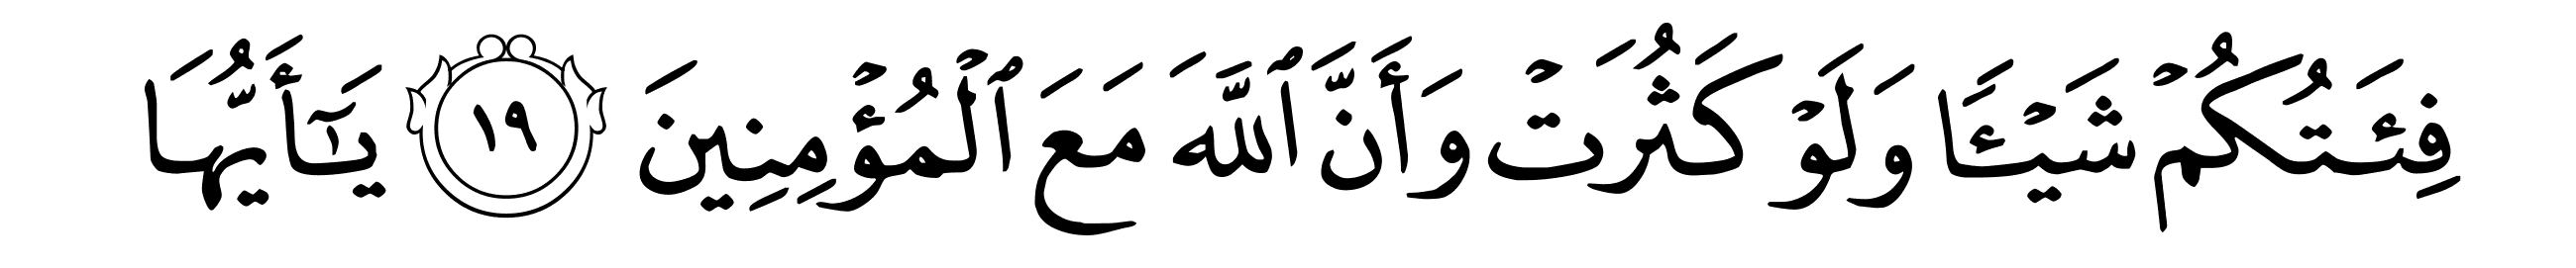 فِئَتُكُمْ شَيْـًٔا وَلَوْ كَثُرَتْ وَأَنَّ ٱللَّهَ مَعَ ٱلْمُؤْمِنِينَ ١٩ يَـٰٓأَيُّهَا